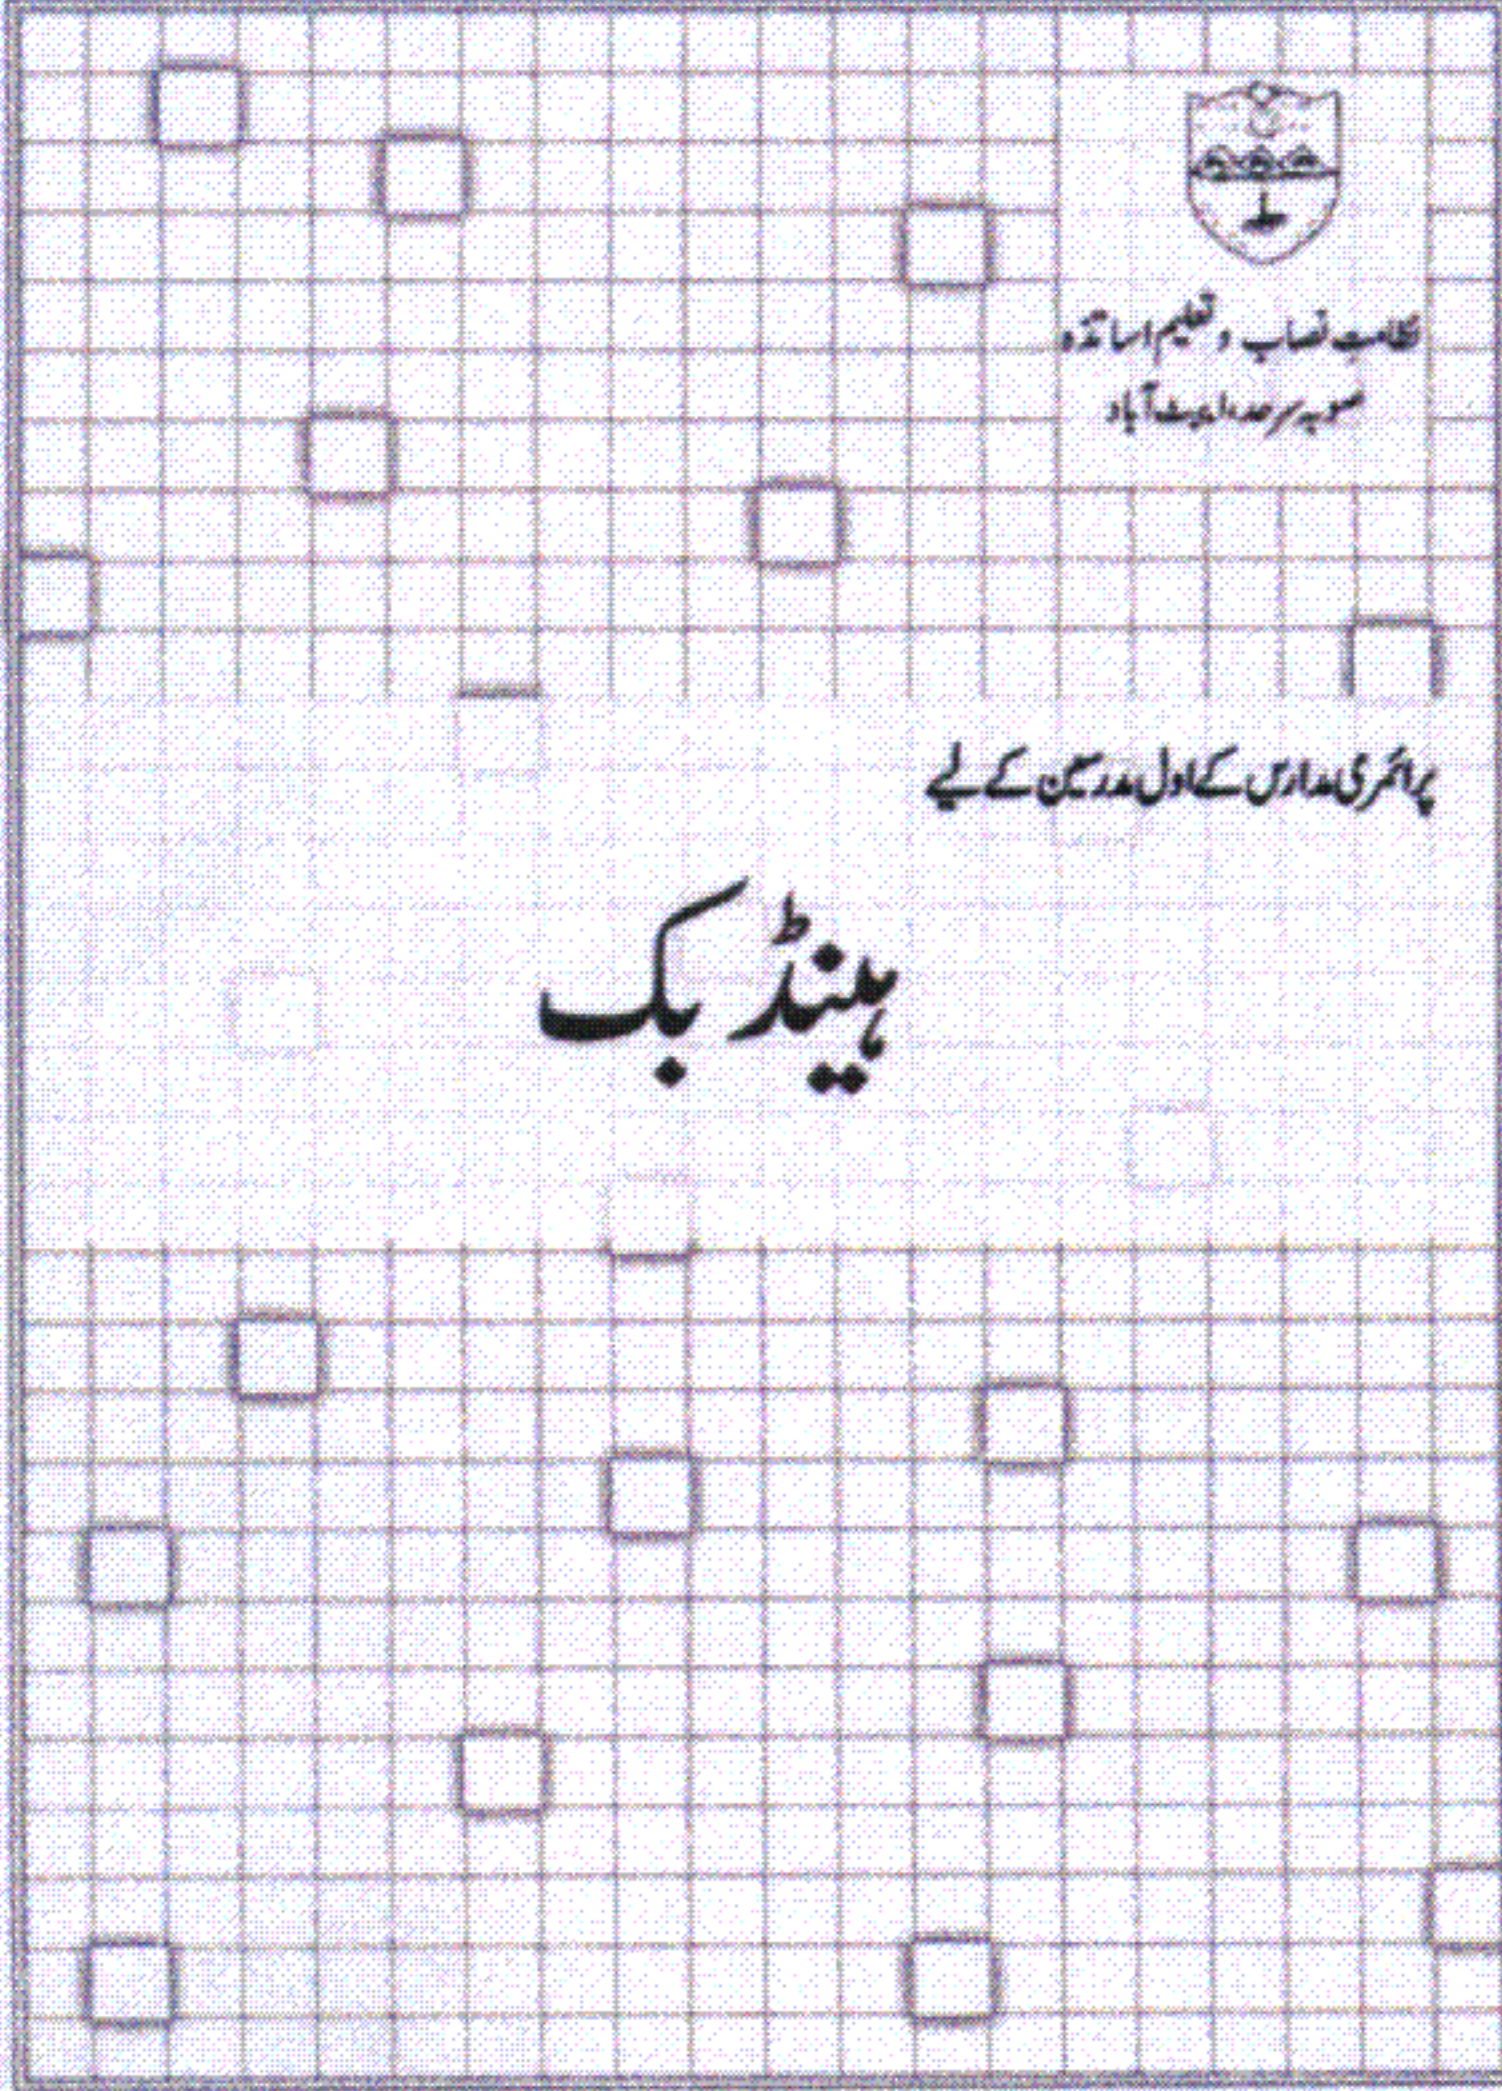 نظامتِ نصاب و تعلیم اساتذہ
صوبہ سرحد، ایبٹ آباد
پرائمری مدارس کے اول مدرسین کے لیے
ہینڈ بک